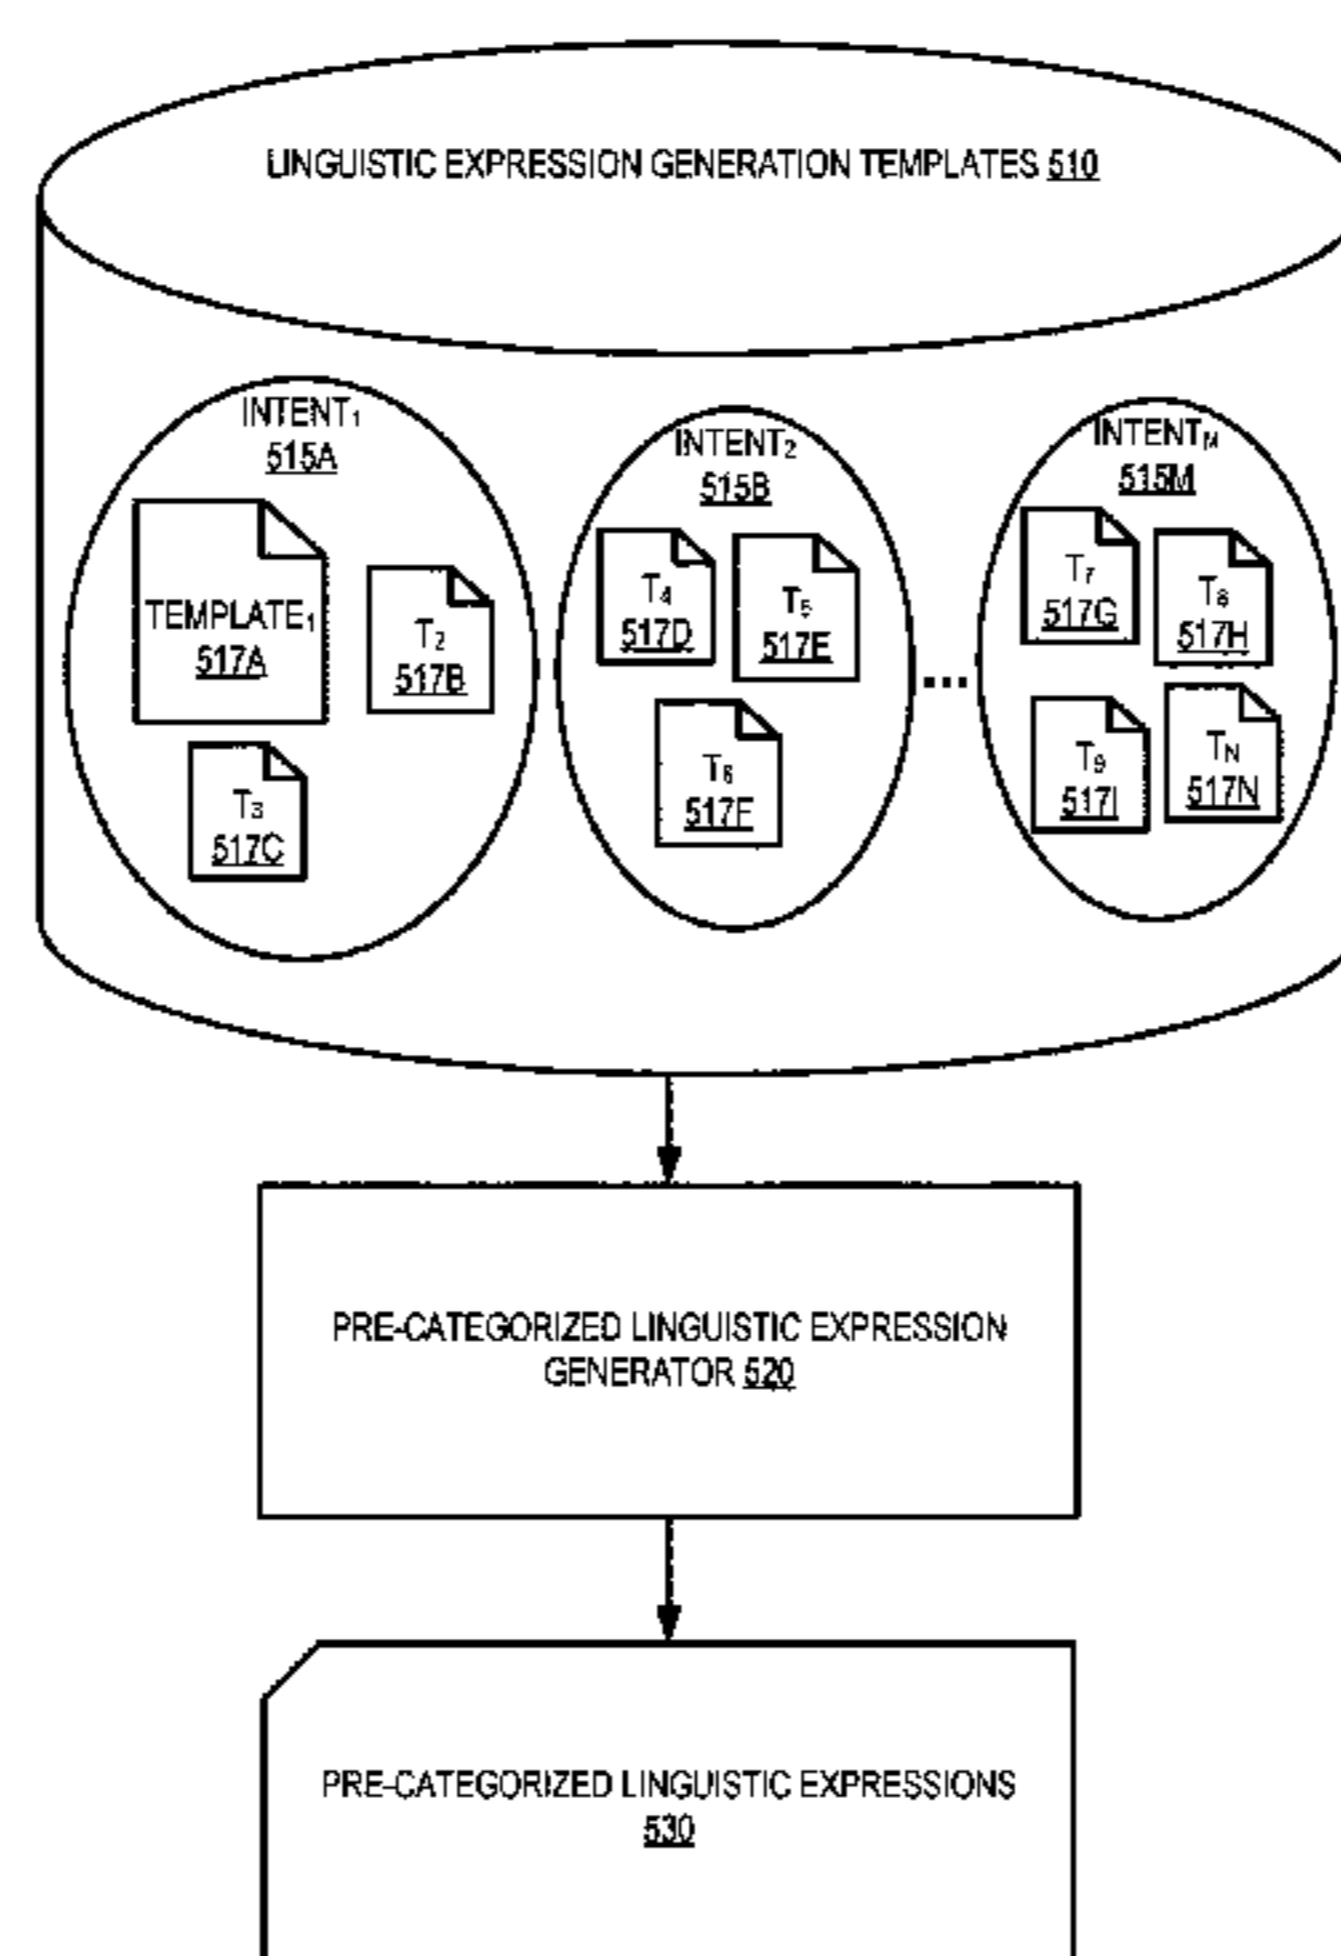 LINGUISTIC EXPRESSION GENERATION TEMPLATES 510
INTENT₁
515A
TEMPLATE₁
517A
T₂
517B
T₃
517C
INTENT₂
515B
T₄
517D
T₅
517E
T₆
517F
...
INTENT_M
515M
T₇
517G
T₈
517H
T₉
517I
T_N
517N
PRE-CATEGORIZED LINGUISTIC EXPRESSION
GENERATOR 520
PRE-CATEGORIZED LINGUISTIC EXPRESSIONS
530